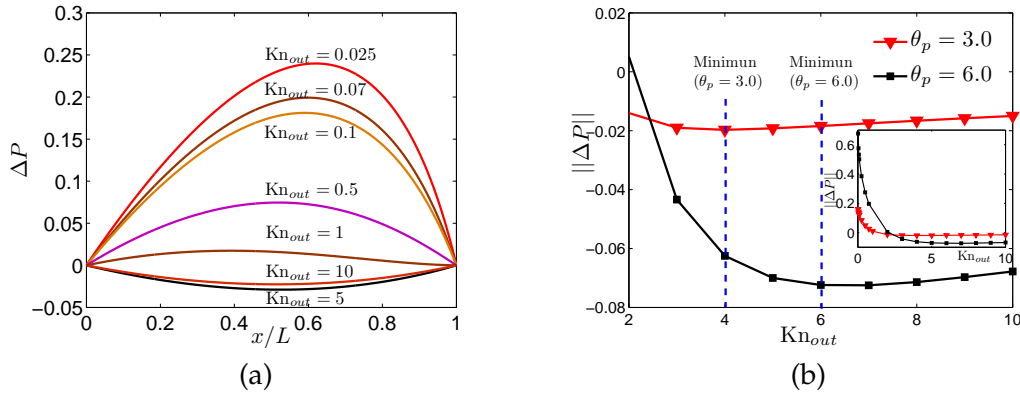 0.3
0.25
0.2
0.15
0.1
0.05
0
−0.05
ΔP
Kn_out = 0.025
Kn_out = 0.07
Kn_out = 0.1
Kn_out = 0.5
Kn_out = 1
Kn_out = 10
Kn_out = 5
0 0.2 0.4 0.6 0.8 1
x/L
(a)
0.02
0
−0.02
−0.04
−0.06
−0.08
||ΔP||
θ_p = 3.0
θ_p = 6.0
Minimun
(θ_p = 3.0)
Minimun
(θ_p = 6.0)
0.6
0.4
0.2
0
||ΔP||
0 5 10
Kn_out
2 4 6 8 10
Kn_out
(b)